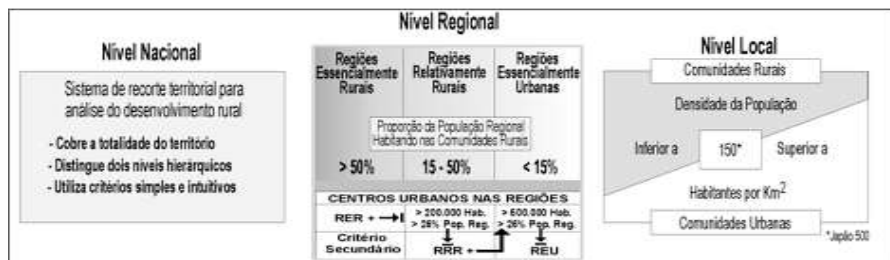 Nível Nacional
Sistema de recorte territorial para
análise do desenvolvimento rural
- Cobre a totalidade do território
- Distingue dois níveis hierárquicos
- Utiliza critérios simples e intuitivos
Nível Regional
Regiões Essencialmente Rurais
Regiões Relativamente Rurais
Regiões Essencialmente Urbanas
Proporção da População Regional
Habitando nas Comunidades Rurais
> 50% 15 - 50% < 15%
CENTROS URBANOS NAS REGIÕES
RER + > 200.000 Hab. > 500.000 Hab.
> 25% Pop. Reg. > 25% Pop. Reg.
Critério
Secundário RRR + REU
Nível Local
Comunidades Rurais
Densidade da População
Inferior a 150* Superior a
Habitantes por Km²
Comunidades Urbanas
*Japão 500